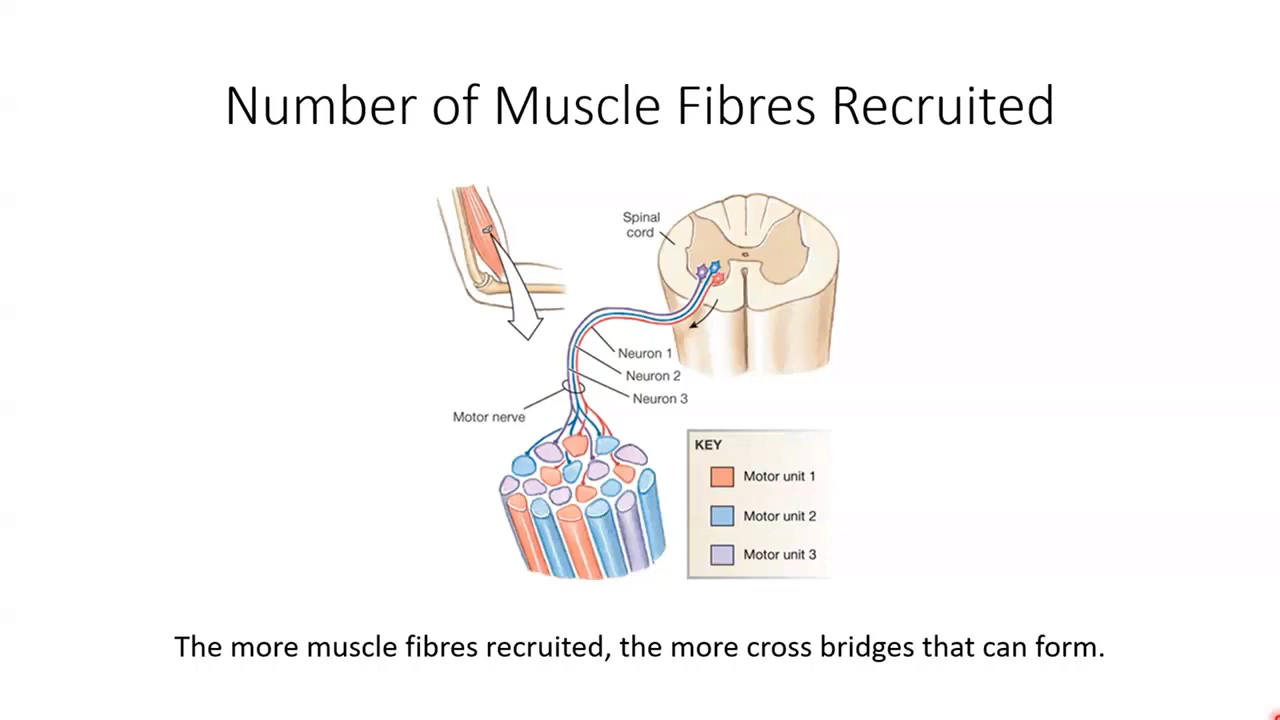 Number of Muscle Fibres Recruited
Spinal
cord
Neuron 1
Neuron 2
Neuron 3
Motor nerve
KEY
Motor unit 1
Motor unit 2
Motor unit 3
The more muscle fibres recruited, the more cross bridges that can form.